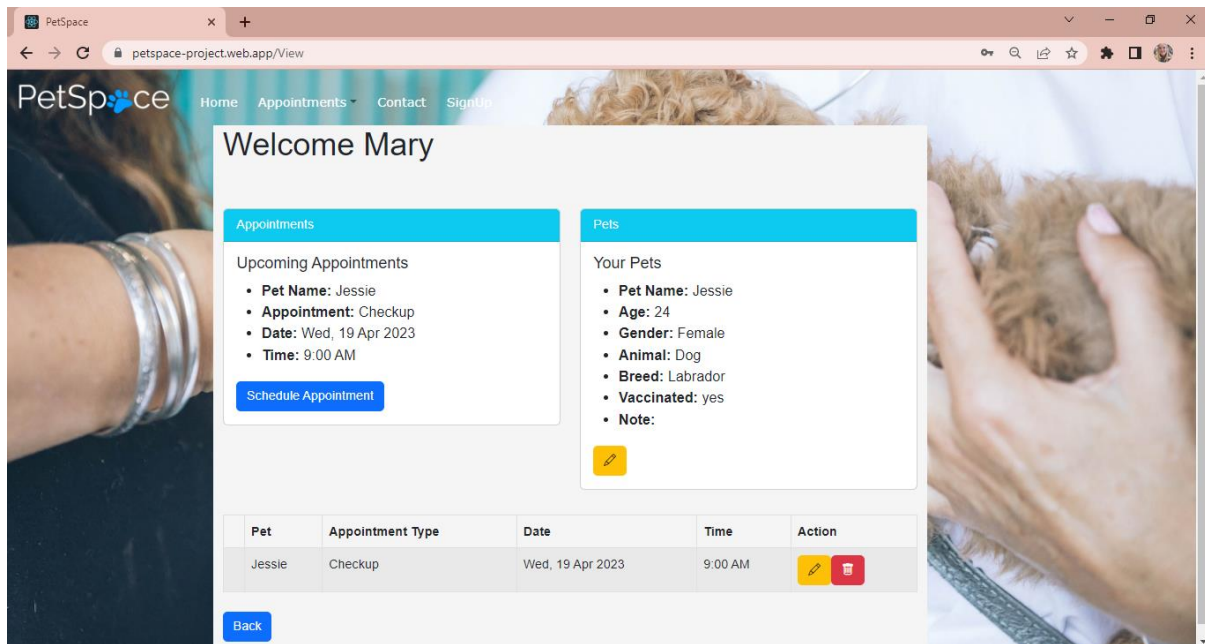 PetSpace
petspace-project.web.app/View
PetSp ce Home Appointments Contact SignUp
Welcome Mary
Appointments
Upcoming Appointments
Pet Name: Jessie
Appointment: Checkup
Date: Wed, 19 Apr 2023
Time: 9:00 AM
Schedule Appointment
Pets
Your Pets
Pet Name: Jessie
Age: 24
Gender: Female
Animal: Dog
Breed: Labrador
Vaccinated: yes
Note:
Pet Appointment Type Date Time Action
Jessie Checkup Wed, 19 Apr 2023 9:00 AM
Back